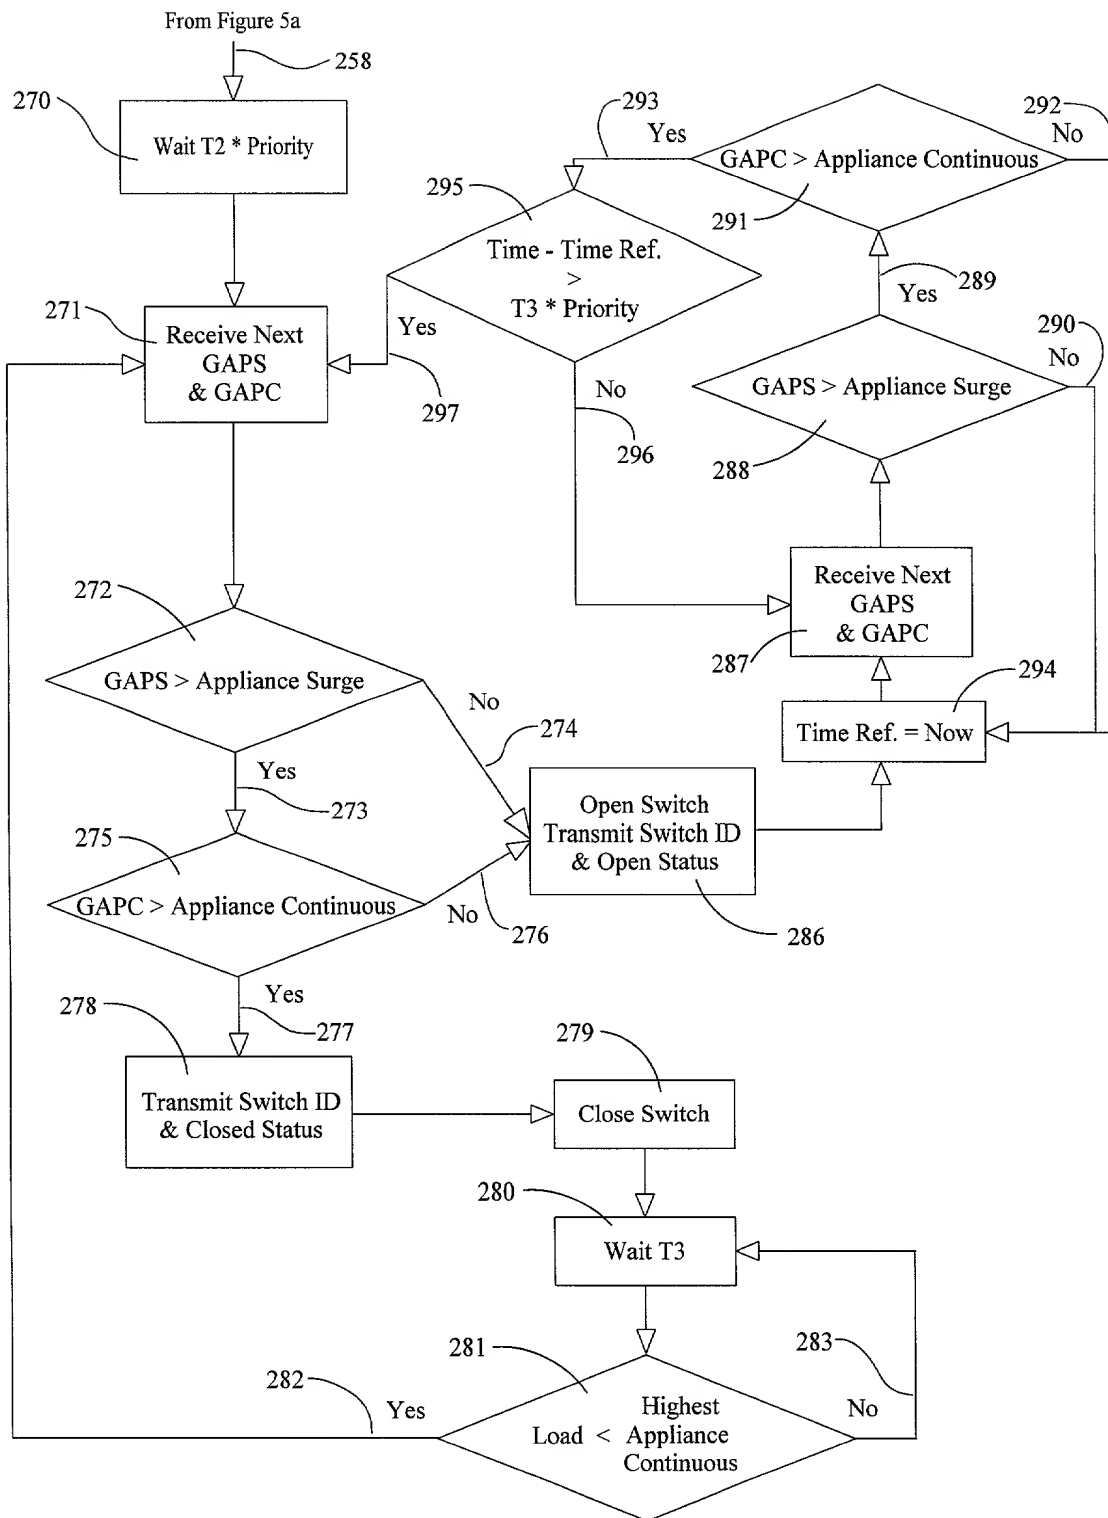 From Figure 5a
258
270
Wait T2 * Priority
293
Yes
292
No
GAPC > Appliance Continuous
291
295
Time - Time Ref.
>
T3 * Priority
289
Yes
271
Receive Next
GAPS
& GAPC
Yes
297
290
No
No
296
GAPS > Appliance Surge
288
272
Receive Next
GAPS
& GAPC
287
GAPS > Appliance Surge
No
274
294
Time Ref. = Now
Yes
273
275
Open Switch
Transmit Switch ID
& Open Status
GAPC > Appliance Continuous
No
276
286
278
Yes
277
279
Transmit Switch ID
& Closed Status
Close Switch
280
Wait T3
281
283
282
Yes
Highest
Load < Appliance
Continuous
No